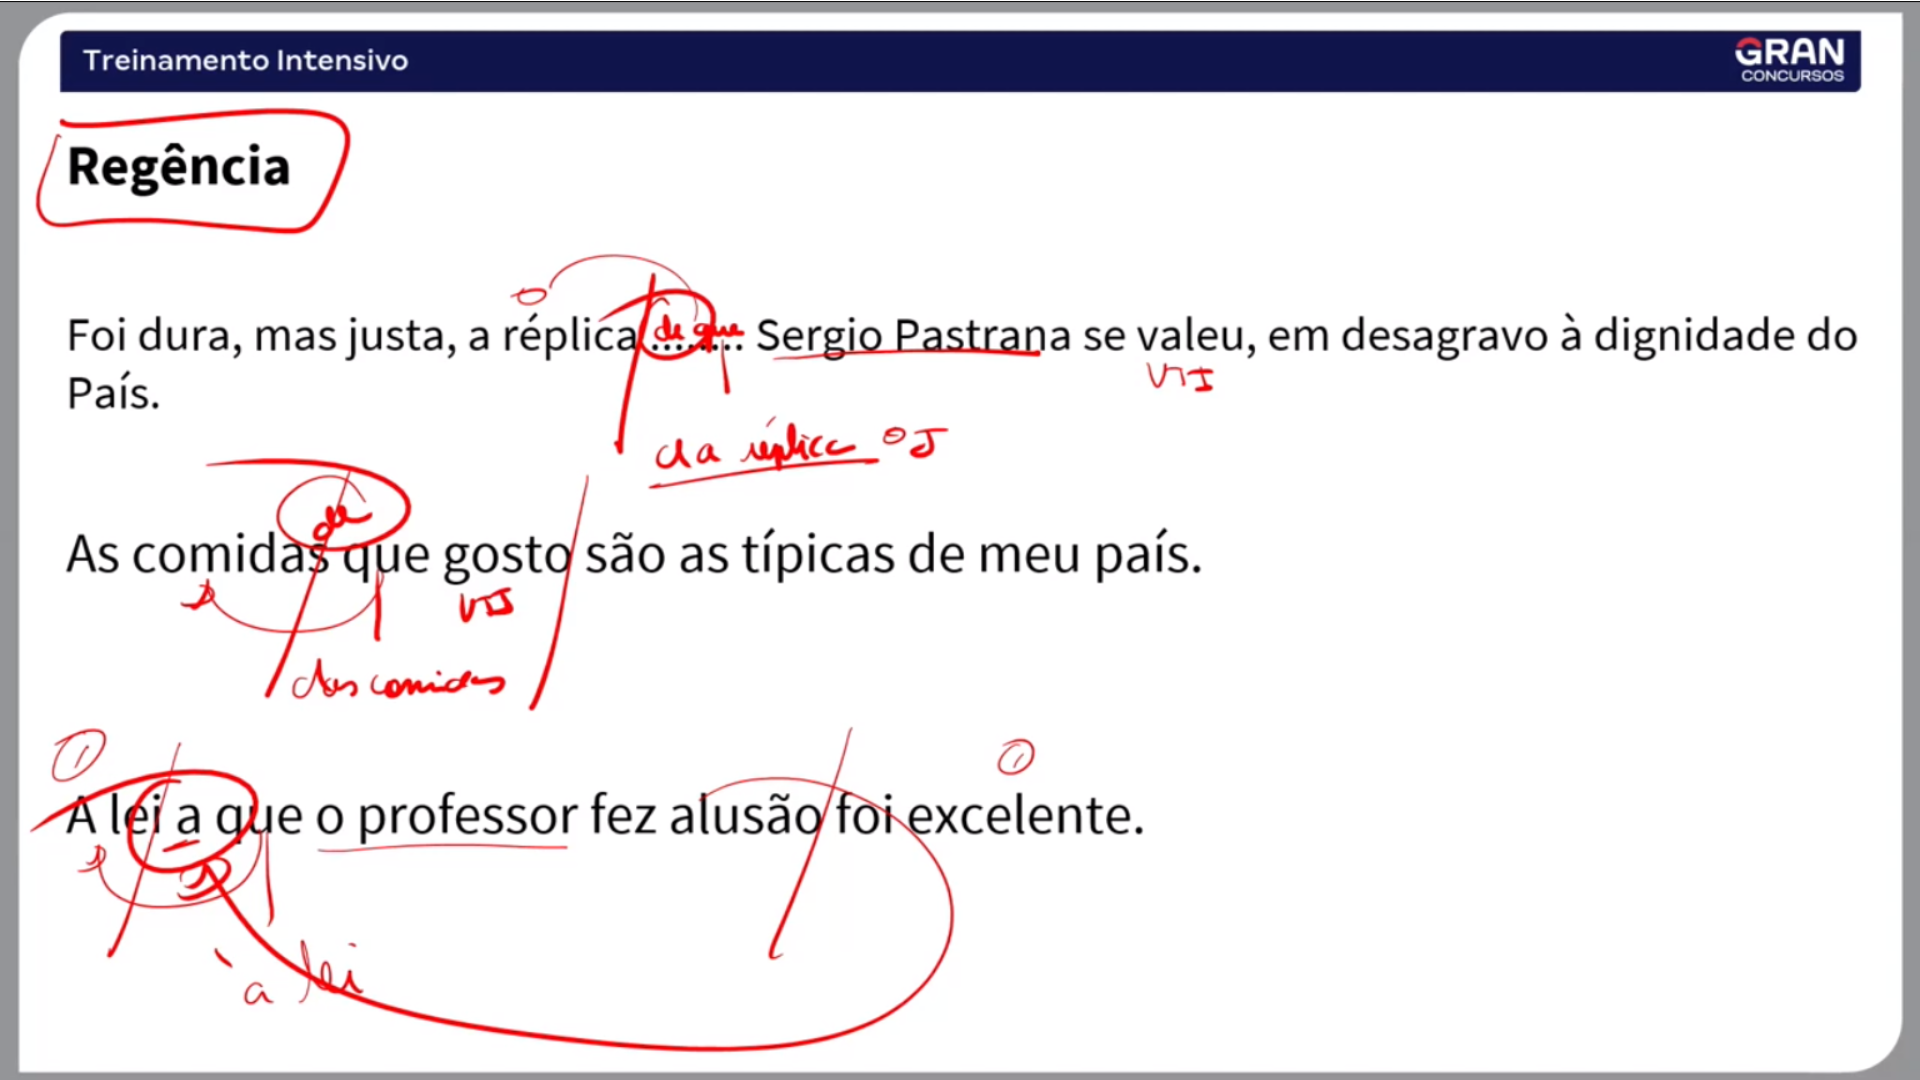 Treinamento Intensivo
GRAN
CONCURSOS
Regência
de que
Foi dura, mas justa, a réplica ........ Sergio Pastrana se valeu, em desagravo à dignidade do
VTI
País.
da réplica OI
de
As comidas que gosto são as típicas de meu país.
VTI
das comidas
1
1
A lei a que o professor fez alusão foi excelente.
à lei